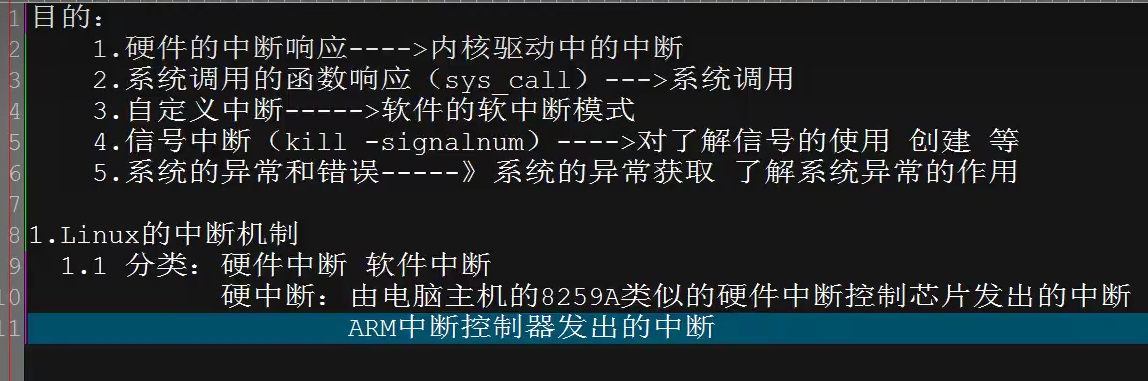 1 目的：
2 1.硬件的中断响应---->内核驱动中的中断
3 2.系统调用的函数响应（sys_call）--->系统调用
4 3.自定义中断----->软件的软中断模式
5 4.信号中断（kill -signalnum）---->对了解信号的使用 创建 等
6 5.系统的异常和错误-----》系统的异常获取 了解系统异常的作用
7
8 1.Linux的中断机制
9 1.1 分类：硬件中断 软件中断
10 硬中断：由电脑主机的8259A类似的硬件中断控制芯片发出的中断
11 ARM中断控制器发出的中断